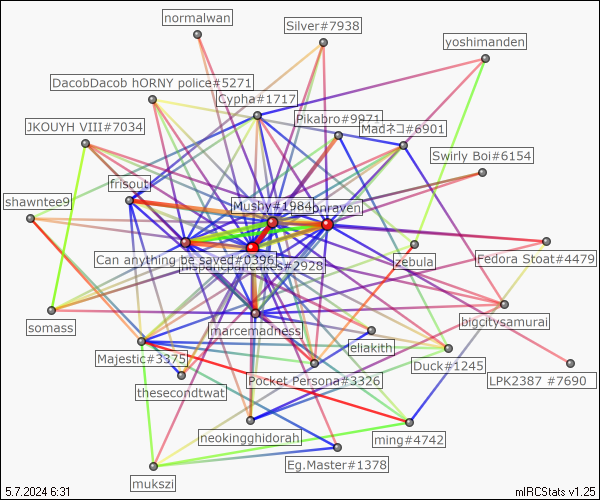 normalwan
Silver#7938
yoshimanden
DacobDacob hORNY police#5271
Cypha#1717
Pikabro#9971
JKOUYH VIII#7034
Madネコ#6901
Swirly Boi#6154
frisout
shawntee9
Musby#1984
onraven
Can anything be saved#0396
hispanicpancakes#2928
zebula
Fedora Stoat#4479
somass
marcemadness
bigcitysamurai
Majestic#3375
eliakith
Duck#1245
thesecondtwat
Pocket Persona#3326
LPK2387 #7690
neokingghidorah
ming#4742
Eg.Master#1378
mukszi
5.7.2024 6:31
mIRCStats v1.25